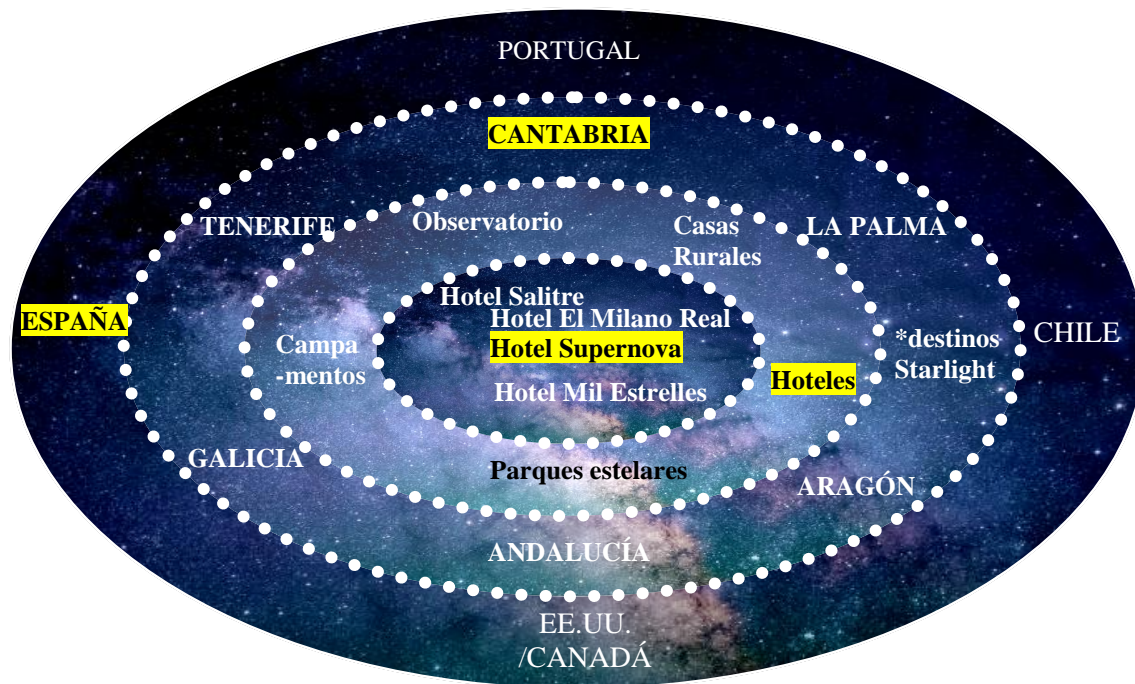 PORTUGAL
CANTABRIA
TENERIFE
Observatorio
Casas
Rurales
LA PALMA
Hotel Salitre
Hotel El Milano Real
ESPAÑA
Hotel Supernova
Campa
-mentos
*destinos
Starlight
CHILE
Hoteles
Hotel Mil Estrelles
GALICIA
Parques estelares
ARAGÓN
ANDALUCÍA
EE.UU.
/CANADÁ